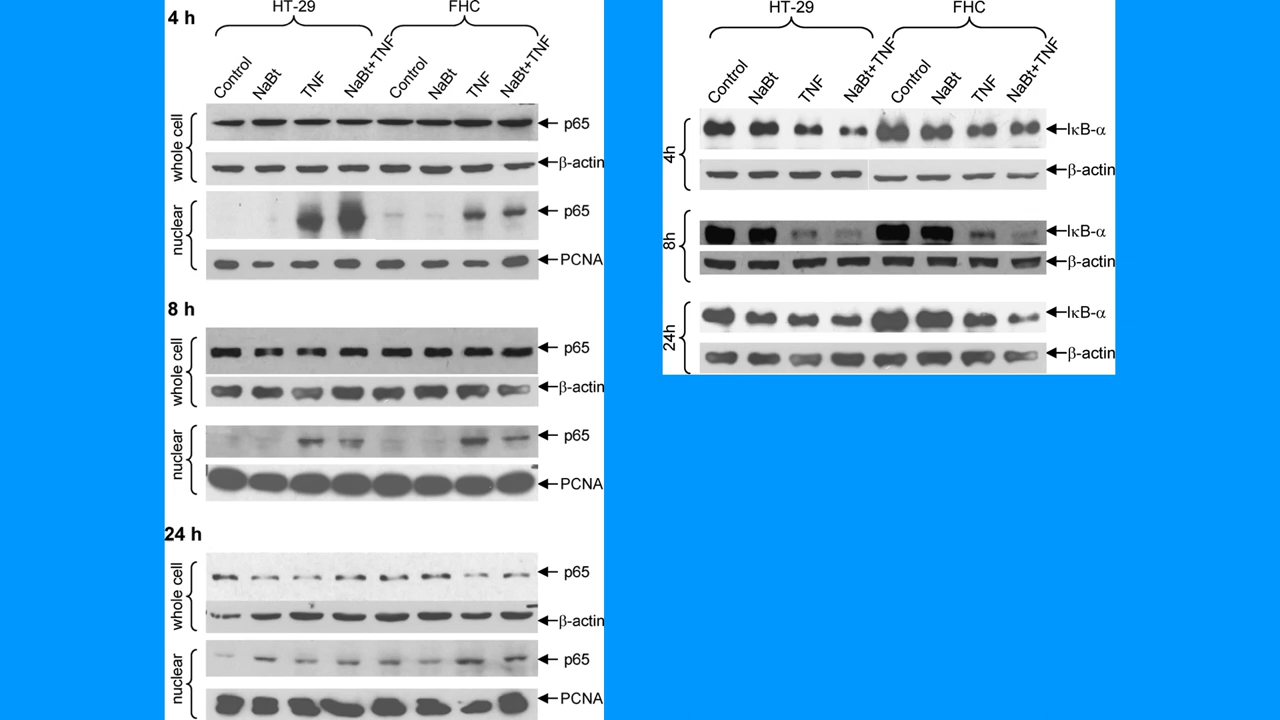 HT-29 FHC
4 h
Control NaBt TNF NaBt+TNF Control NaBt TNF NaBt+TNF
whole cell
p65
β-actin
nuclear
p65
PCNA
8 h
whole cell
p65
β-actin
nuclear
p65
PCNA
24 h
whole cell
p65
β-actin
nuclear
p65
PCNA
HT-29 FHC
Control NaBt TNF NaBt+TNF Control NaBt TNF NaBt+TNF
4h
IκB-α
β-actin
8h
IκB-α
β-actin
24h
IκB-α
β-actin